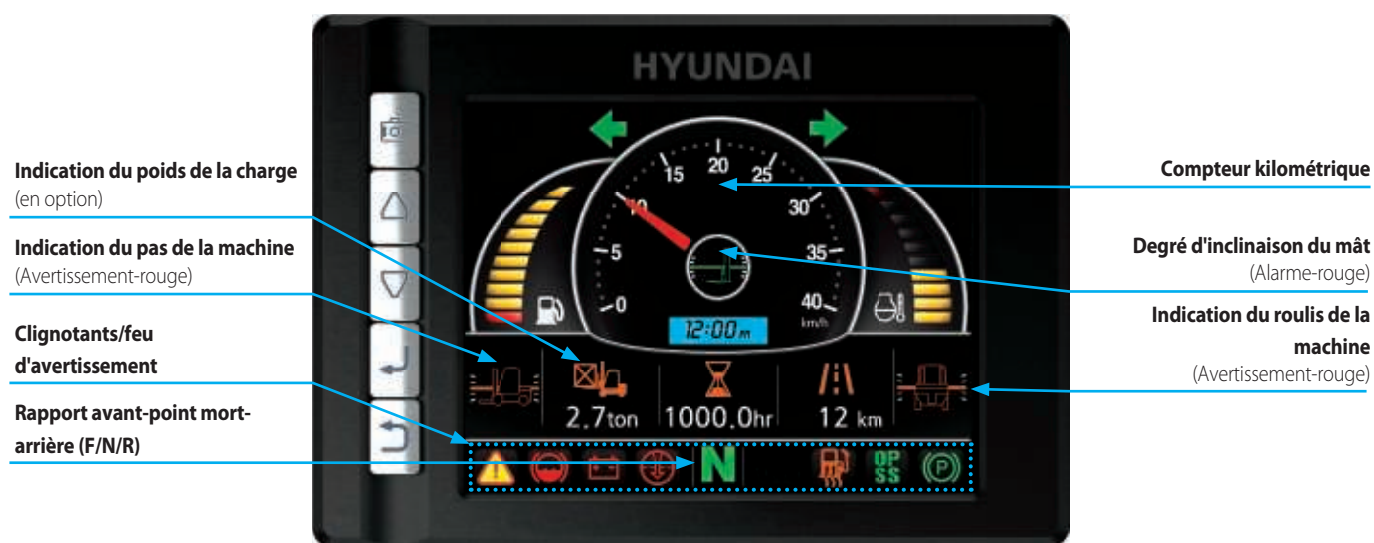 HYUNDAI
Indication du poids de la charge
(en option)
Indication du pas de la machine
(Avertissement-rouge)
Clignotants/feu
d'avertissement
Rapport avant-point mort-
arrière (F/N/R)
Compteur kilométrique
Degré d'inclinaison du mât
(Alarme-rouge)
Indication du roulis de la
machine
(Avertissement-rouge)
0
5
10
15
20
25
30
35
40
km/h
12:00 m
2.7ton
1000.0hr
12 km
N
OP
SS
P